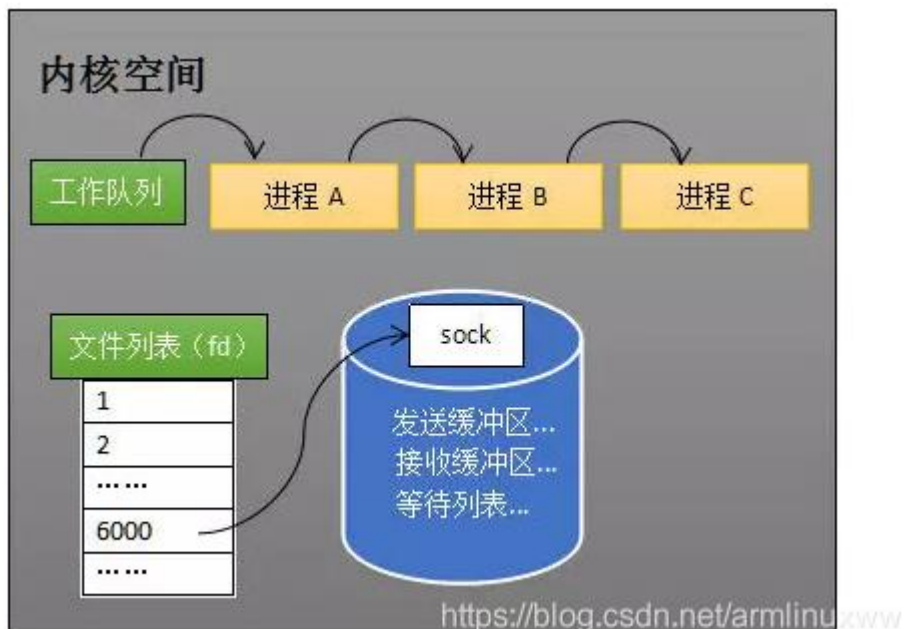 内核空间
工作队列
进程 A
进程 B
进程 C
文件列表（fd）
1
2
……
6000
……
sock
发送缓冲区...
接收缓冲区...
等待列表...
https://blog.csdn.net/armlinuxww